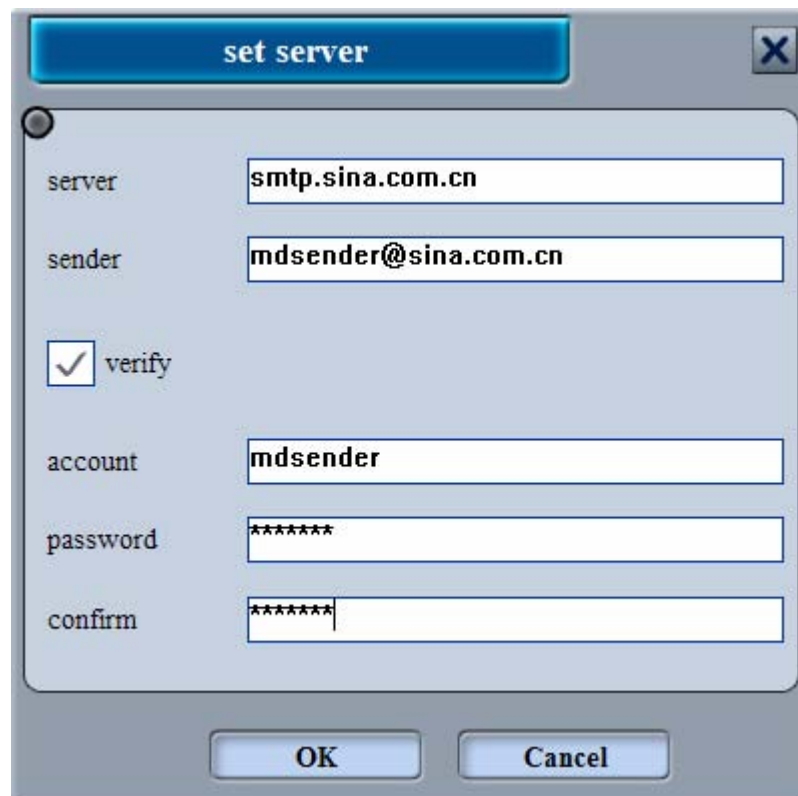 set server
server smtp.sina.com.cn
sender mdsender@sina.com.cn
verify
account mdsender
password *******
confirm *******
OK Cancel